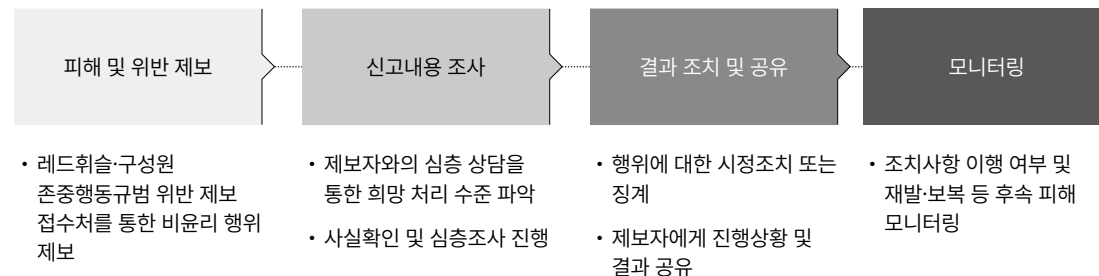 피해 및 위반 제보
신고내용 조사
결과 조치 및 공유
모니터링
• 레드휘슬·구성원
존중행동규범 위반 제보
접수처를 통한 비윤리 행위
제보
• 제보자와의 심층 상담을
통한 희망 처리 수준 파악
• 사실확인 및 심층조사 진행
• 행위에 대한 시정조치 또는
징계
• 제보자에게 진행상황 및
결과 공유
• 조치사항 이행 여부 및
재발·보복 등 후속 피해
모니터링